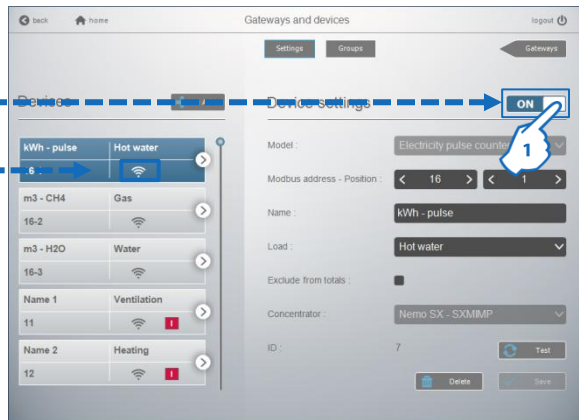 back home Gateways and devices logout
Settings Groups Gateways
Devices Device settings ON
1
kWh - pulse Hot water
16
m3 - CH4 Gas
16-2
m3 - H2O Water
16-3
Name 1 Ventilation
11 I
Name 2 Heating
12 I
Model : Electricity pulse counter
Modbus address - Position : < 16 > < 1 >
Name : kWh - pulse
Load : Hot water
Exclude from totals :
Concentrator : Nemo SX - SXMIMP
ID : 7 Test
Delete Save